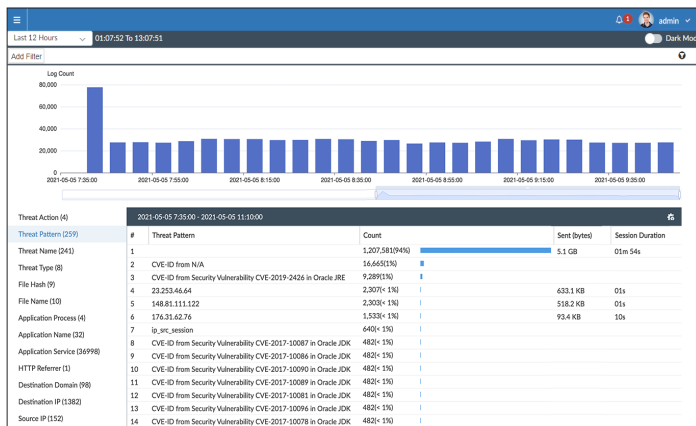 1
admin
Last 12 Hours
01:07:52 To 13:07:51
Dark Mod
Add Filter
Log Count
80,000
60,000
40,000
20,000
0
2021-05-05 7:35:00 2021-05-05 7:55:00 2021-05-05 8:15:00 2021-05-05 8:35:00 2021-05-05 8:55:00 2021-05-05 9:15:00 2021-05-05 9:35:00
Threat Action (4)
Threat Pattern (259)
Threat Name (241)
Threat Type (8)
File Hash (9)
File Name (10)
Application Process (4)
Application Name (32)
Application Service (36998)
HTTP Referrer (1)
Destination Domain (98)
Destination IP (1382)
Source IP (152)
2021-05-05 7:35:00 - 2021-05-05 11:10:00
# Threat Pattern Count Sent (bytes) Session Duration
1 1,207,581(94%) 5.1 GB 01m 54s
2 CVE-ID from N/A 16,665(1%)
3 CVE-ID from Security Vulnerability CVE-2019-2426 in Oracle JRE 9,289(1%)
4 23.253.46.64 2,307(< 1%) 633.1 KB 01s
5 148.81.111.122 2,303(< 1%) 518.2 KB 01s
6 176.31.62.76 1,533(< 1%) 93.4 KB 10s
7 ip_src_session 640(< 1%)
8 CVE-ID from Security Vulnerability CVE-2017-10087 in Oracle JDK 482(< 1%)
9 CVE-ID from Security Vulnerability CVE-2017-10086 in Oracle JDK 482(< 1%)
10 CVE-ID from Security Vulnerability CVE-2017-10090 in Oracle JDK 482(< 1%)
11 CVE-ID from Security Vulnerability CVE-2017-10089 in Oracle JDK 482(< 1%)
12 CVE-ID from Security Vulnerability CVE-2017-10081 in Oracle JDK 482(< 1%)
13 CVE-ID from Security Vulnerability CVE-2017-10096 in Oracle JDK 482(< 1%)
14 CVE-ID from Security Vulnerability CVE-2017-10078 in Oracle JDK 482(< 1%)